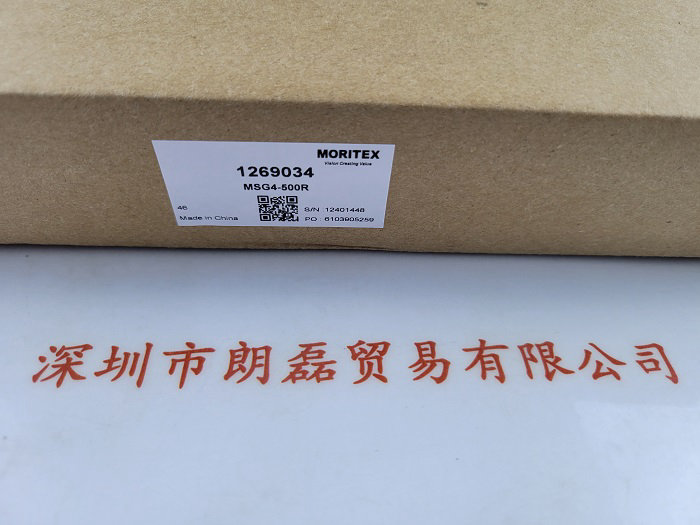 MORITEX
Vision Creating Value
1269034
MSG4-500R
46
S/N 12401448
Made in China
PO : 6103905259
深圳市朗磊贸易有限公司